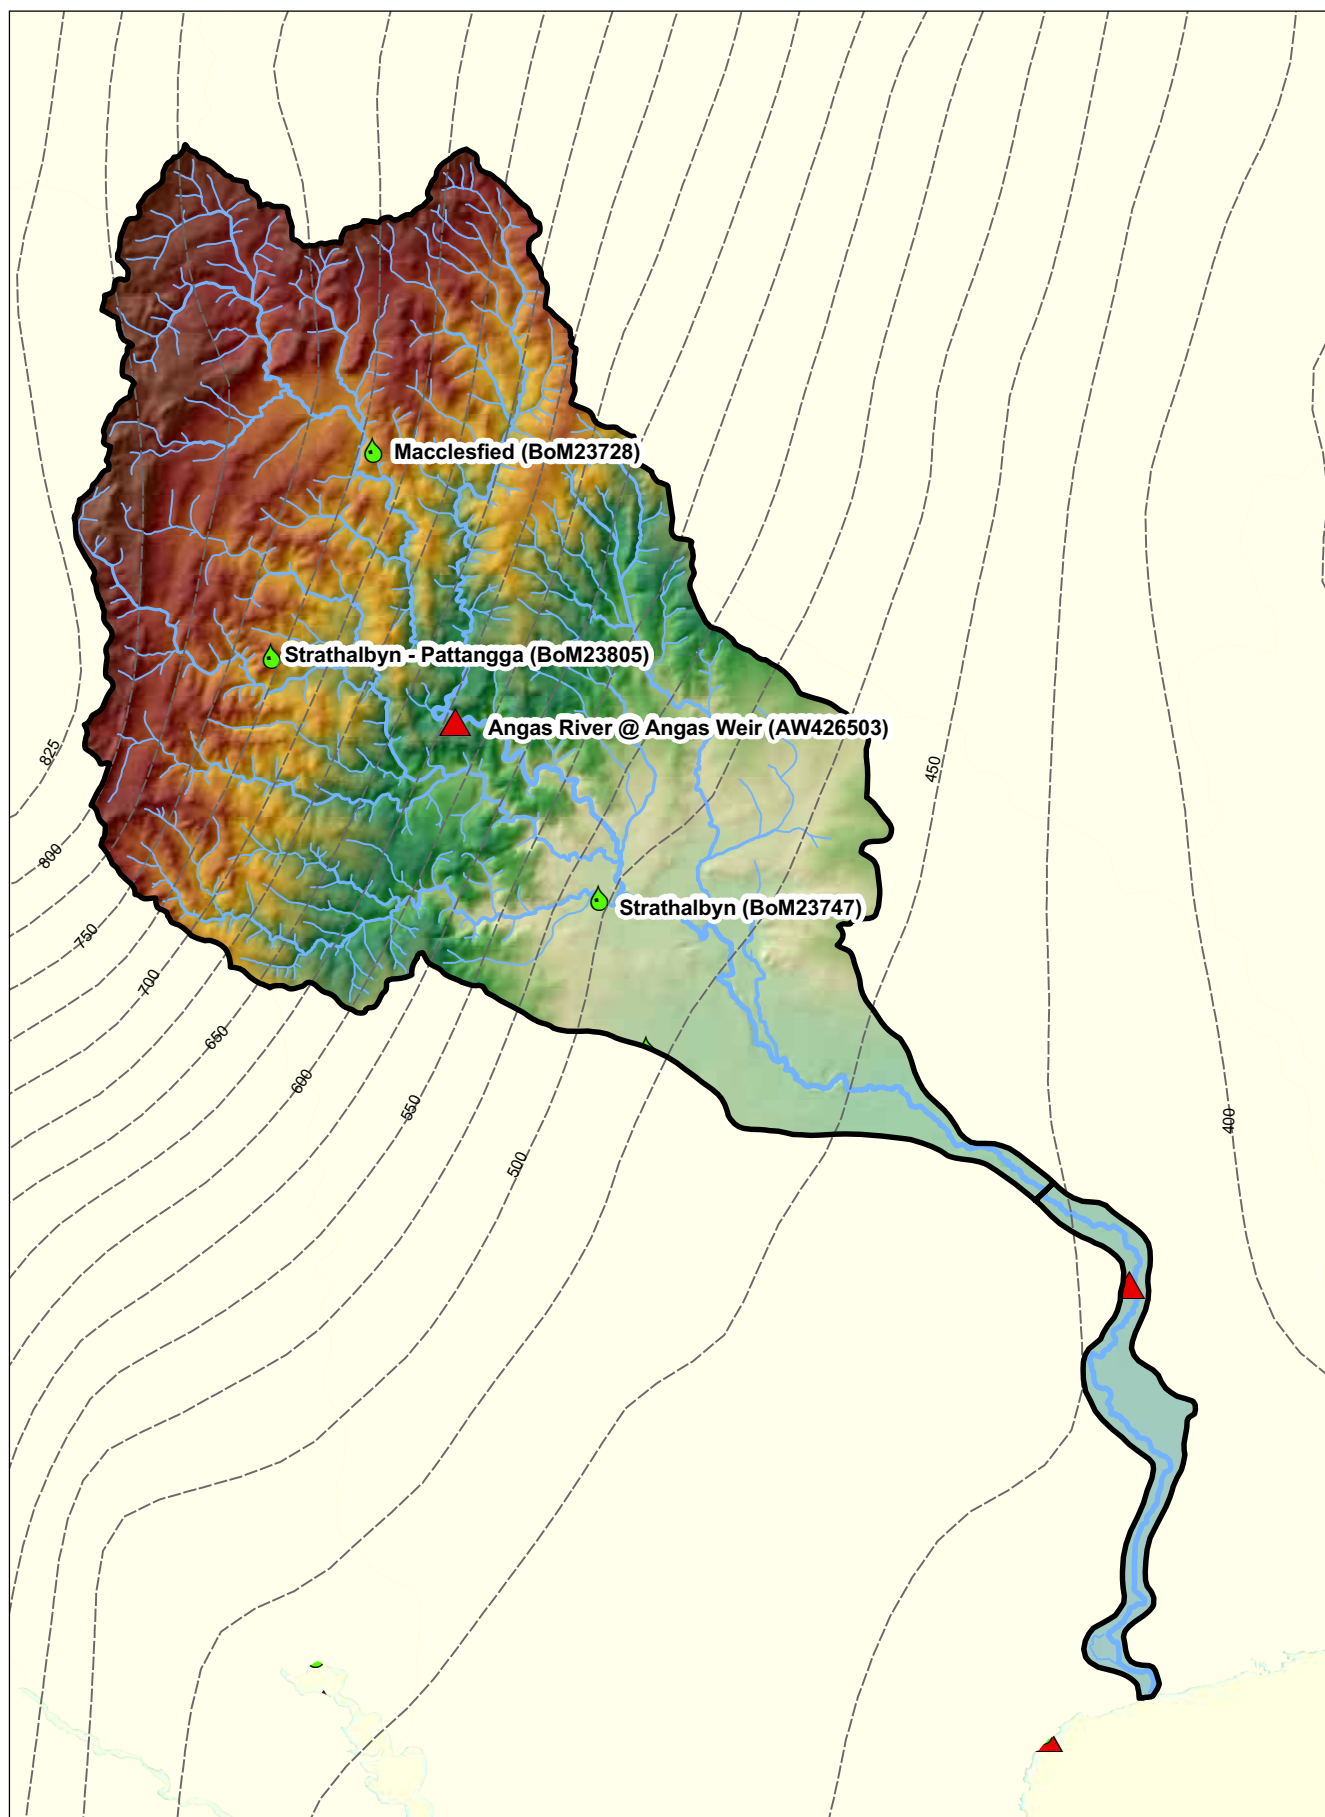 Macclesfied (BoM23728)
Strathalbyn - Pattangga (BoM23805)
Angas River @ Angas Weir (AW426503)
825
450
800
Strathalbyn (BoM23747)
750
700
650
600
550
400
500